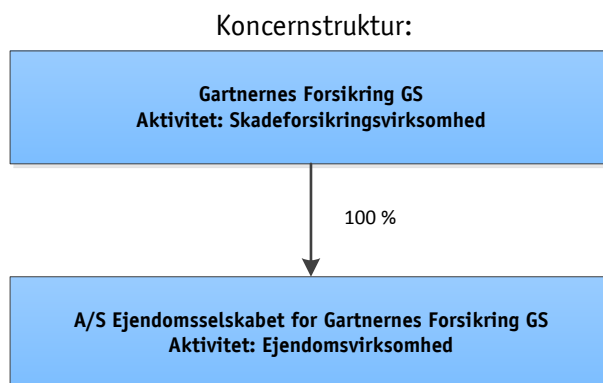 Koncernstruktur:
Gartnernes Forsikring GS
Aktivitet: Skadeforsikringsvirksomhed
100 %
A/S Ejendomsselskabet for Gartnernes Forsikring GS
Aktivitet: Ejendomsvirksomhed